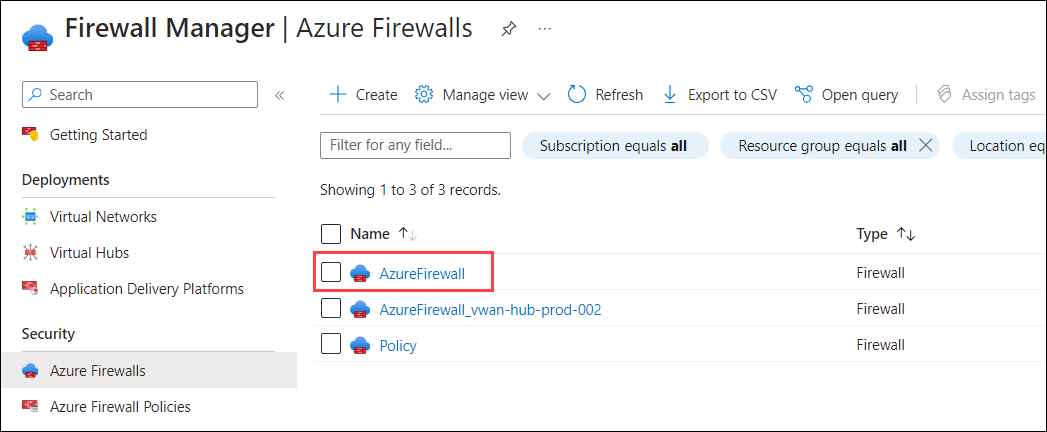 Firewall Manager | Azure Firewalls
Search
Getting Started
Deployments
Virtual Networks
Virtual Hubs
Application Delivery Platforms
Security
Azure Firewalls
Azure Firewall Policies
Create Manage view Refresh Export to CSV Open query Assign tags
Filter for any field... Subscription equals all Resource group equals all Location eq
Showing 1 to 3 of 3 records.
Name Type
AzureFirewall Firewall
AzureFirewall_vwan-hub-prod-002 Firewall
Policy Firewall